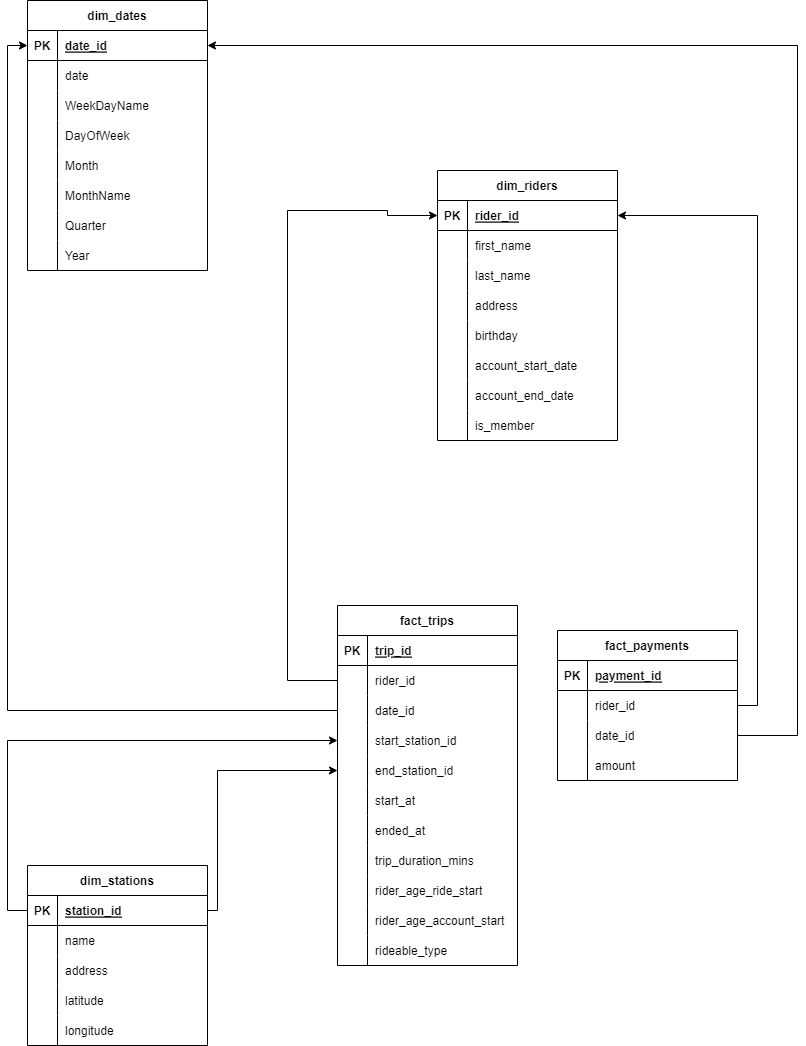 dim_dates
PK date_id
date
WeekDayName
DayOfWeek
Month
MonthName
Quarter
Year
dim_riders
PK rider_id
first_name
last_name
address
birthday
account_start_date
account_end_date
is_member
fact_trips
PK trip_id
rider_id
date_id
start_station_id
end_station_id
start_at
ended_at
trip_duration_mins
rider_age_ride_start
rider_age_account_start
rideable_type
fact_payments
PK payment_id
rider_id
date_id
amount
dim_stations
PK station_id
name
address
latitude
longitude